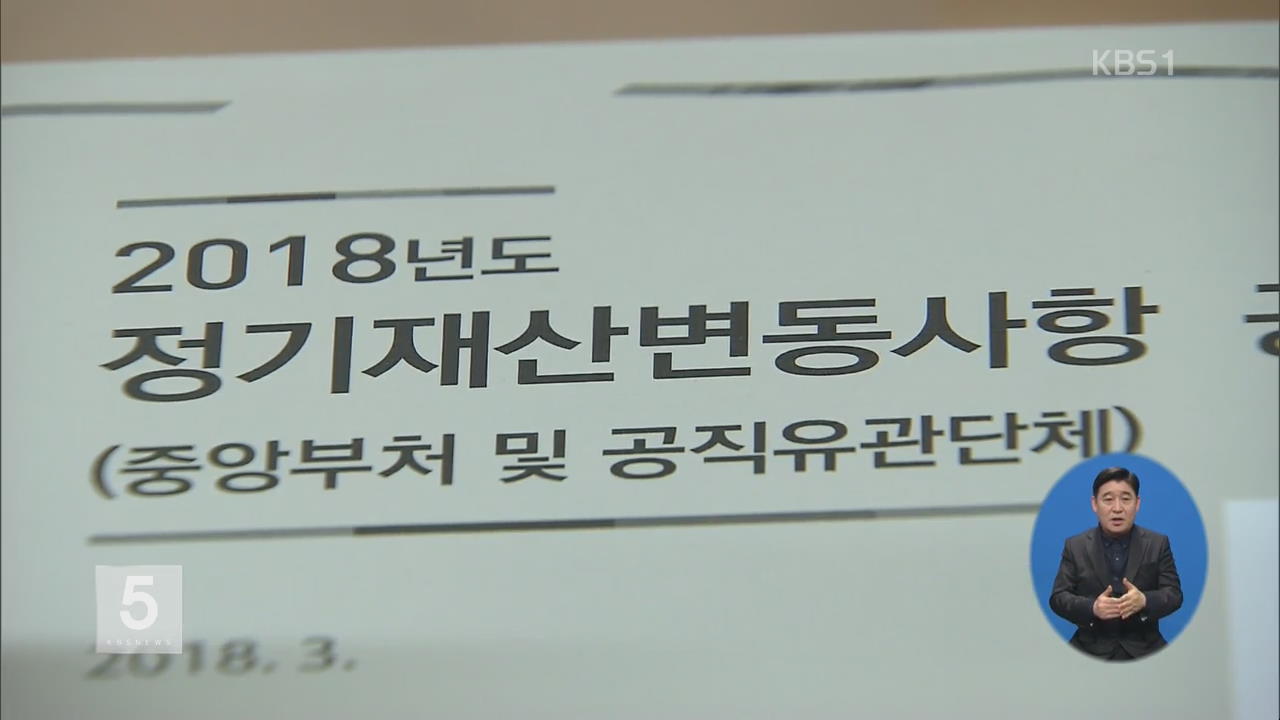 KBS1
2018년도
정기재산변동사항
(중앙부처 및 공직유관단체)
5
KBSNEWS
2018. 3.